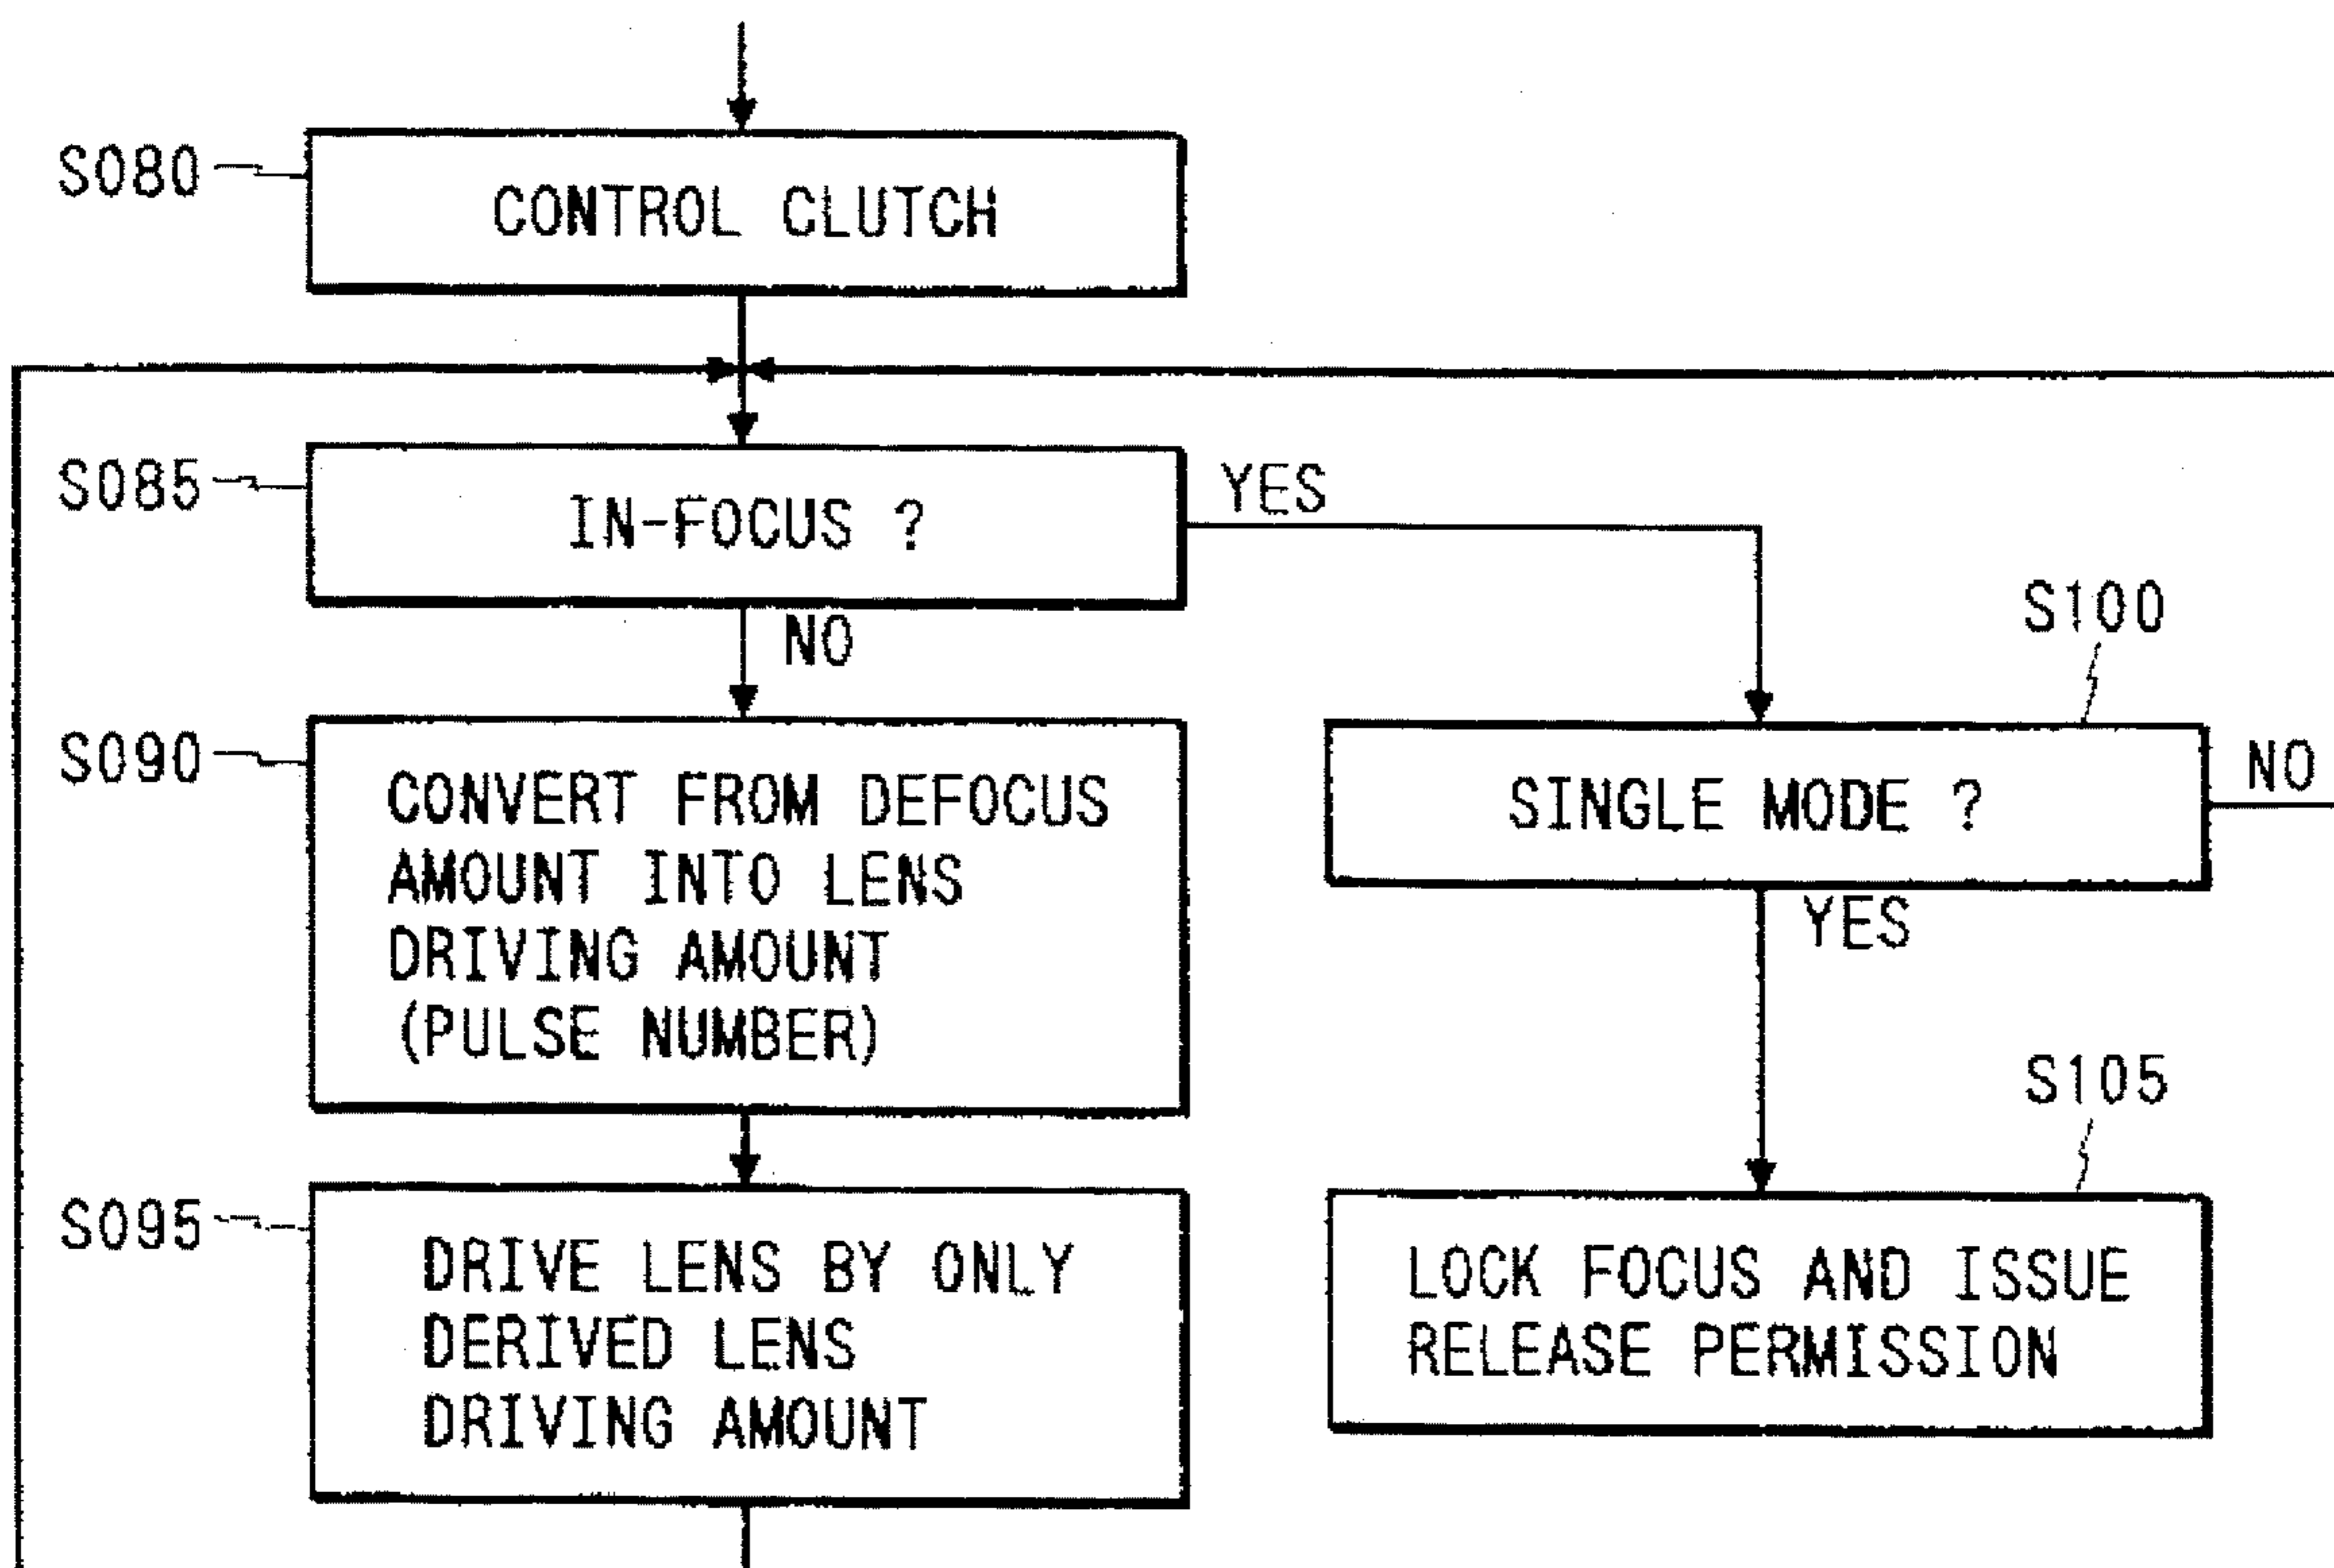 S080
CONTROL CLUTCH
S085
IN-FOCUS ?
YES
NO
S100
SINGLE MODE ?
NO
YES
S090
CONVERT FROM DEFOCUS
AMOUNT INTO LENS
DRIVING AMOUNT
(PULSE NUMBER)
S105
LOCK FOCUS AND ISSUE
RELEASE PERMISSION
S095
DRIVE LENS BY ONLY
DERIVED LENS
DRIVING AMOUNT